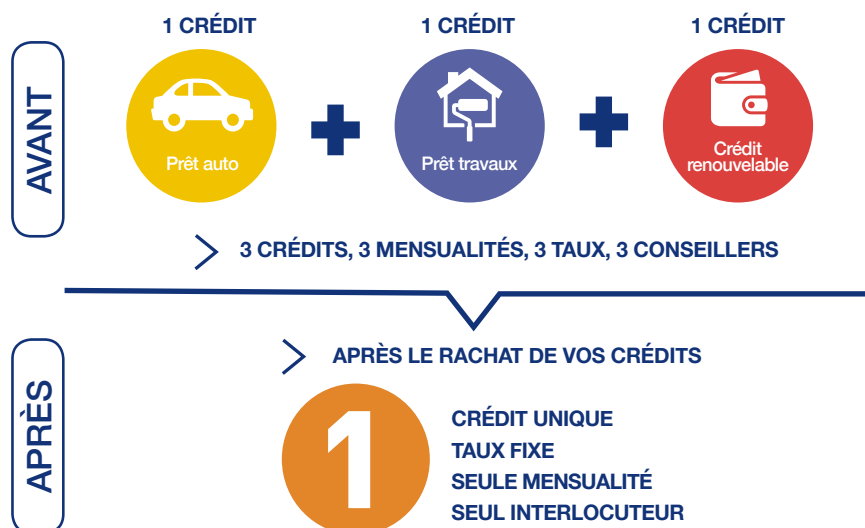 AVANT
1 CRÉDIT
1 CRÉDIT
1 CRÉDIT
Prêt auto
Prêt travaux
Crédit
renouvelable
3 CRÉDITS, 3 MENSUALITÉS, 3 TAUX, 3 CONSEILLERS
APRÈS
APRÈS LE RACHAT DE VOS CRÉDITS
1
CRÉDIT UNIQUE
TAUX FIXE
SEULE MENSUALITÉ
SEUL INTERLOCUTEUR